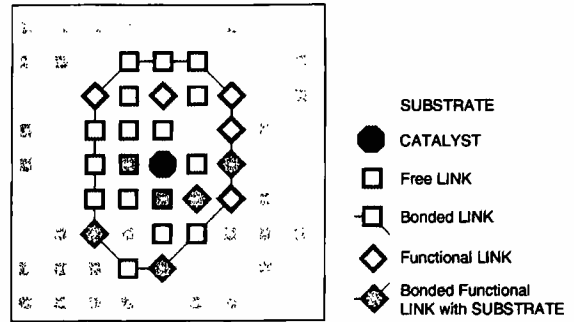 SUBSTRATE
CATALYST
Free LINK
Bonded LINK
Functional LINK
Bonded Functional
LINK with SUBSTRATE